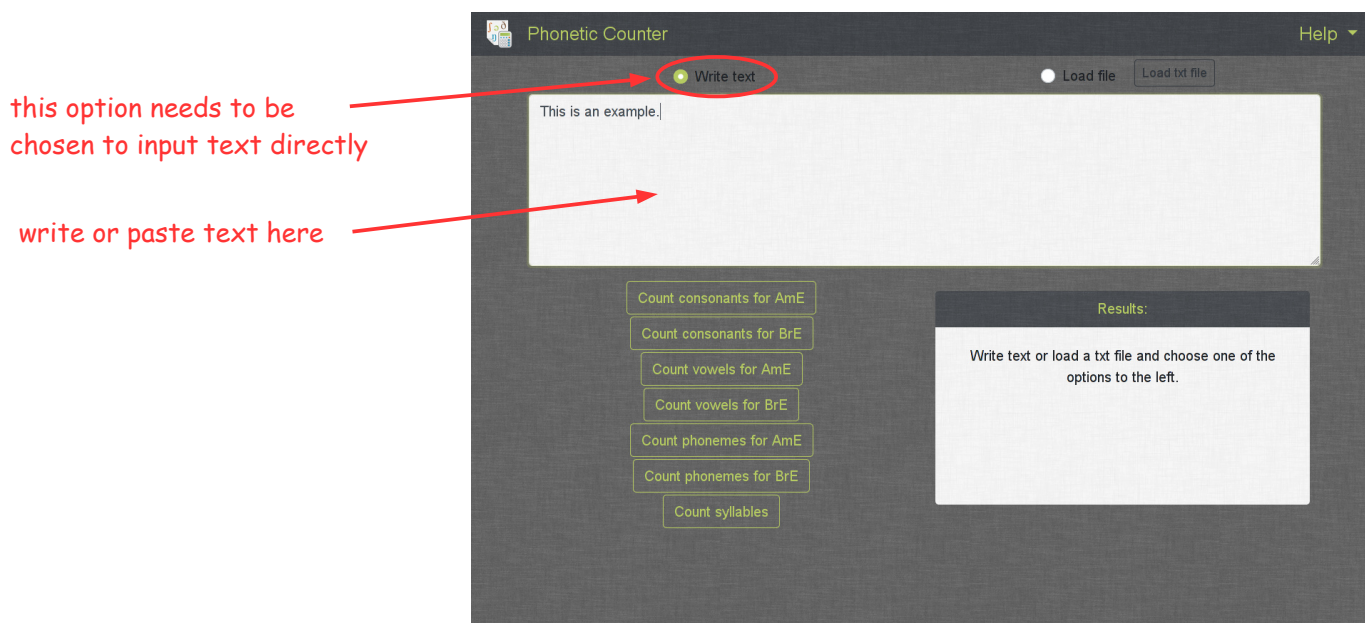 Phonetic Counter Help
Write text Load file Load txt file
this option needs to be
chosen to input text directly
This is an example.
write or paste text here
Count consonants for AmE
Count consonants for BrE
Count vowels for AmE
Count vowels for BrE
Count phonemes for AmE
Count phonemes for BrE
Count syllables
Results:
Write text or load a txt file and choose one of the
options to the left.